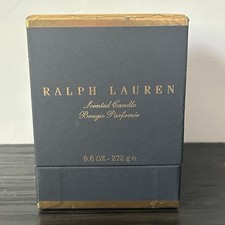 RALPH LAUREN
Scented Candle
Bougie Parfumée
9.6 OZ - 272 g ℮